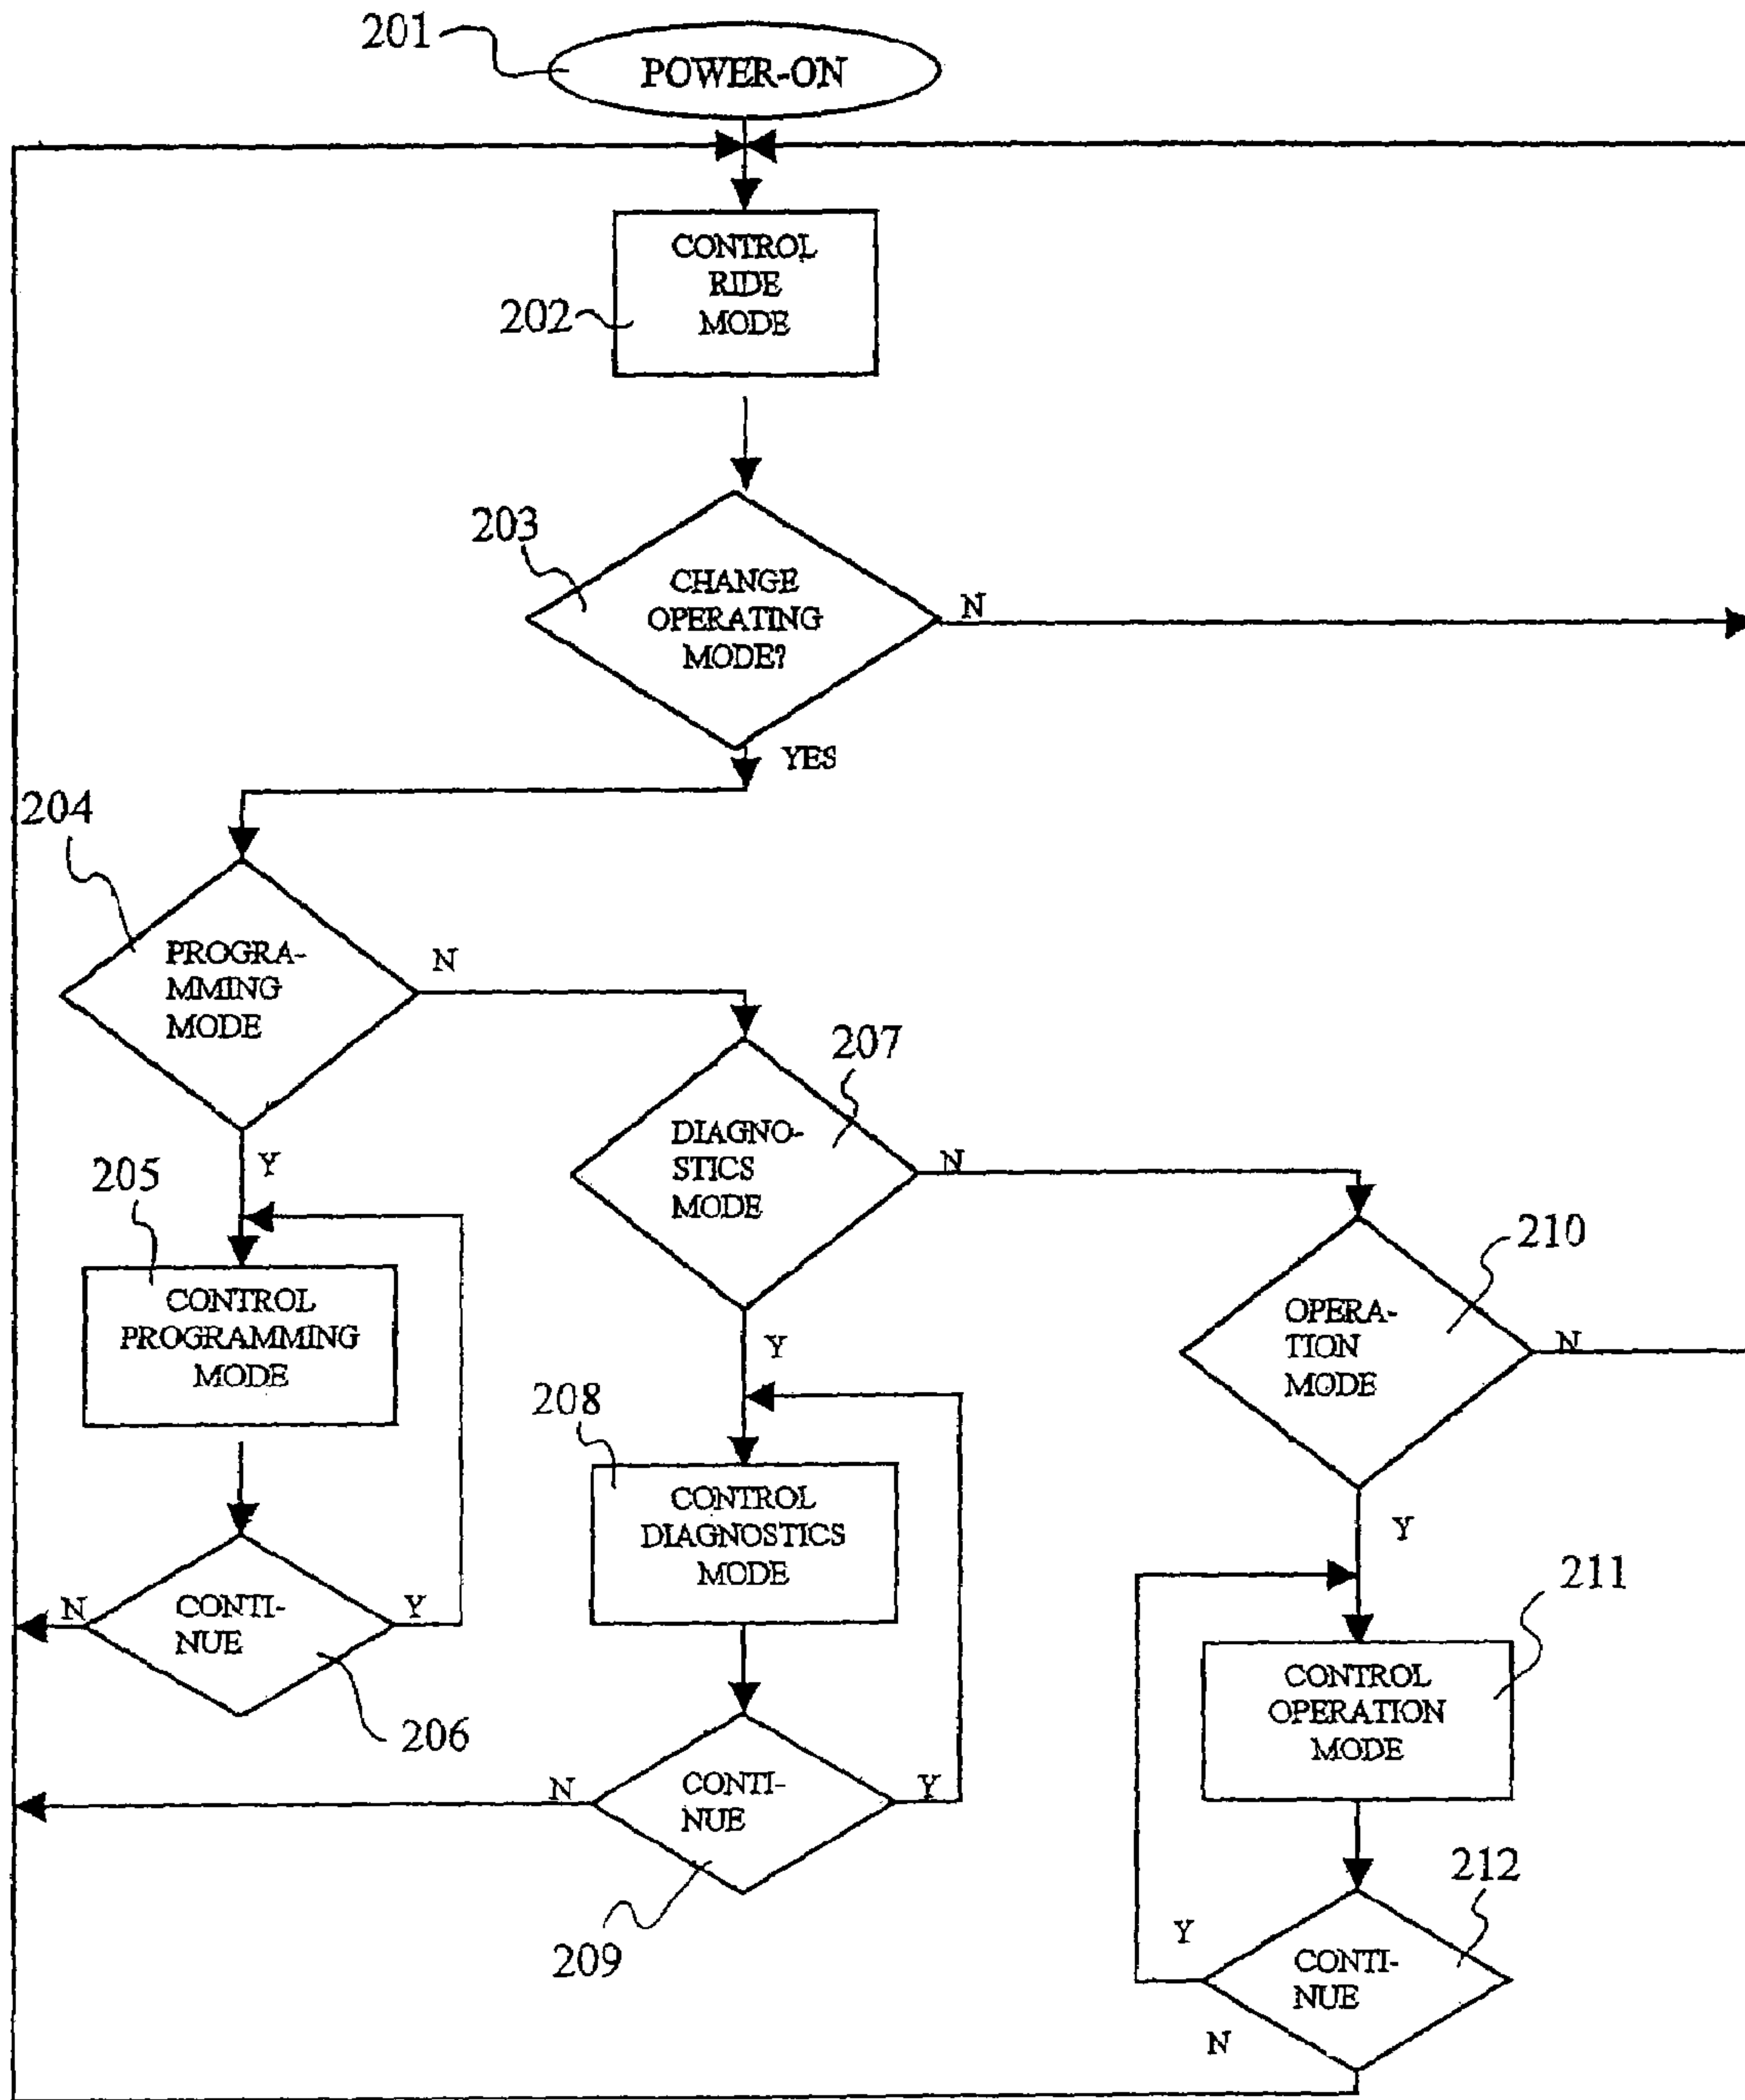 201
POWER-ON
CONTROL
RIDE
MODE
202
203
CHANGE
OPERATING
MODE?
N
YES
204
PROGRA-
MMING
MODE
N
207
DIAGNO-
STICS
MODE
N
Y
205
CONTROL
PROGRAMMING
MODE
210
OPERA-
TION
MODE
N
Y
208
CONTROL
DIAGNOSTICS
MODE
Y
N
CONTI-
NUE
Y
206
211
CONTROL
OPERATION
MODE
N
CONTI-
NUE
Y
209
212
Y
CONTI-
NUE
N